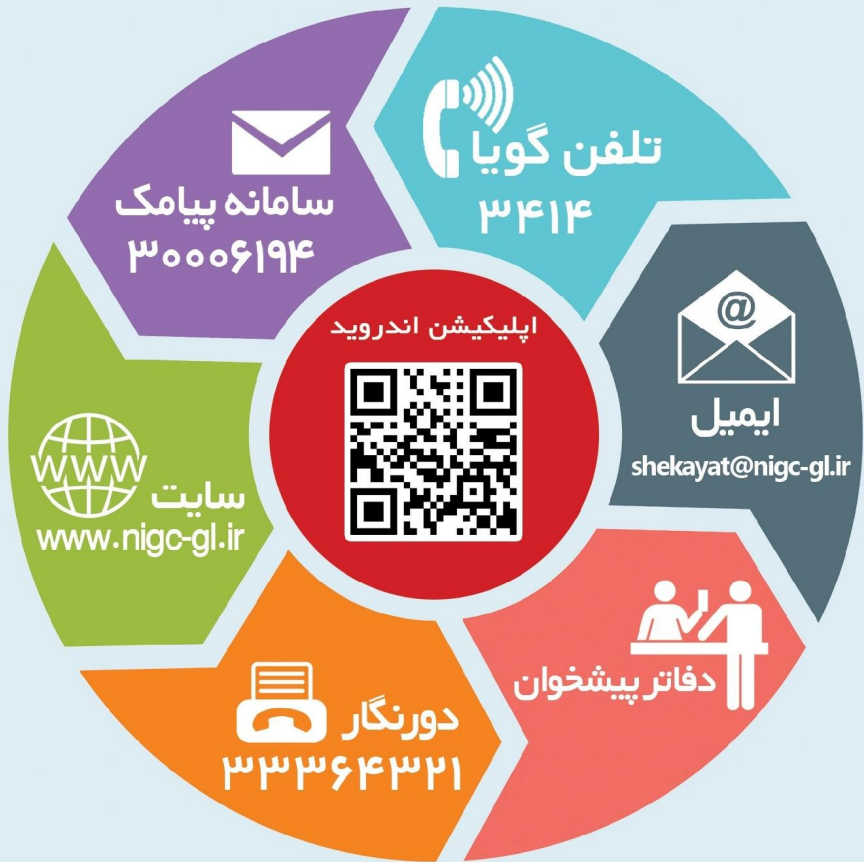 تلفن گویا
۳۴۱۴
ایمیل
@
shekayat@nigc-gl.ir
دفاتر پیشخوان
دورنگار
۳۳۳۶۴۳۲۱
سایت
www
www.nigc-gl.ir
سامانه پیامک
۳۰۰۰۶۱۹۴
اپلیکیشن اندروید